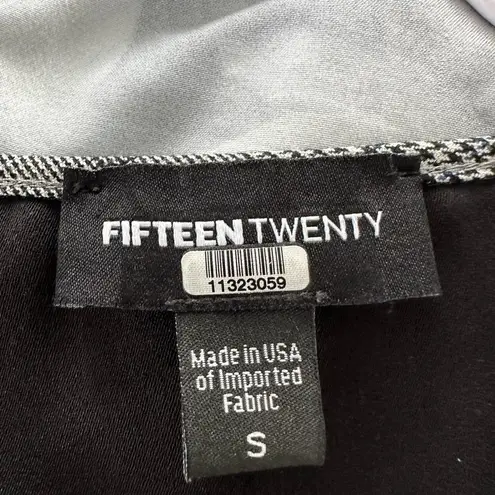 FIFTEEN TWENTY
11323059
Made in USA
of Imported
Fabric
S